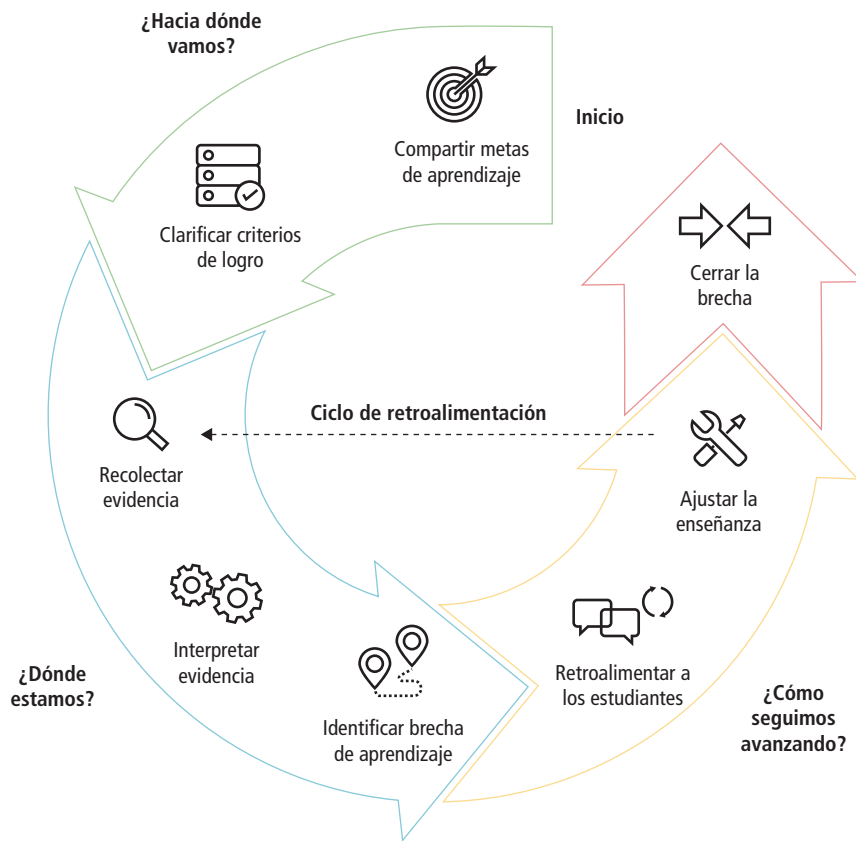 ¿Hacia dónde
vamos?
Inicio
Compartir metas
de aprendizaje
Clarificar criterios
de logro
Cerrar la
brecha
Ciclo de retroalimentación
Recolectar
evidencia
Ajustar la
enseñanza
Interpretar
evidencia
¿Dónde
estamos?
Identificar brecha
de aprendizaje
Retroalimentar a
los estudiantes
¿Cómo
seguimos
avanzando?